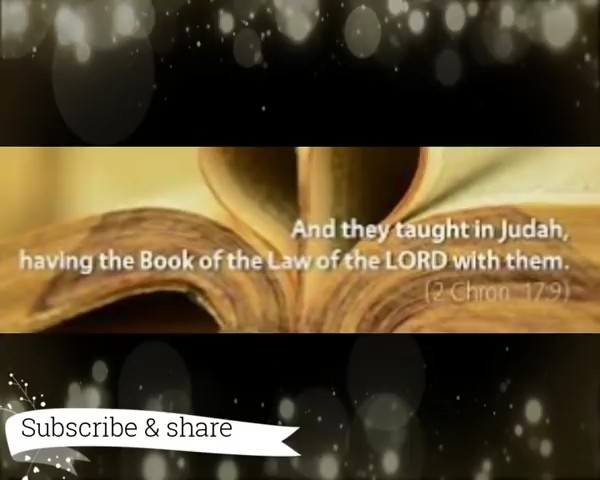 And they taught in Judah,
having the Book of the Law of the LORD with them.
(2 Chron 17:9)
Subscribe & share